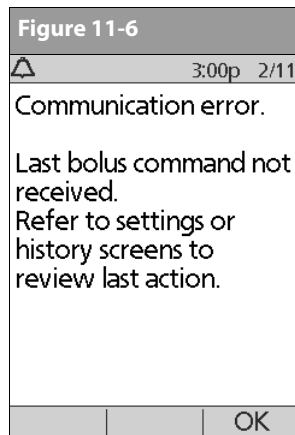 Figure 11-6
3:00p 2/11
Communication error.
Last bolus command not
received.
Refer to settings or
history screens to
review last action.
OK